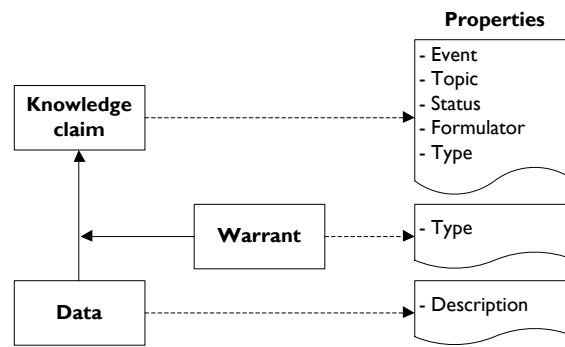 Properties
- Event
- Topic
- Status
- Formulator
- Type
Knowledge
claim
Warrant
- Type
Data
- Description